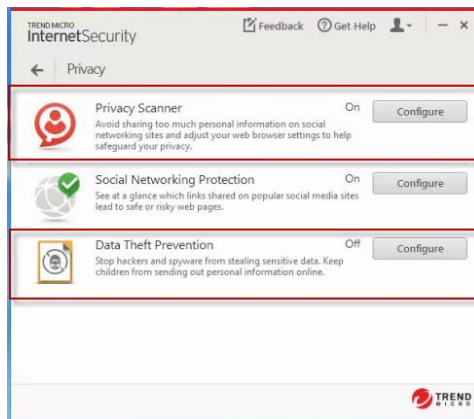 TREND MICRO
InternetSecurity
Feedback
Get Help
Privacy
Privacy Scanner
On
Configure
Avoid sharing too much personal information on social
networking sites and adjust your web browser settings to help
safeguard your privacy.
Social Networking Protection
On
Configure
See at a glance which links shared on popular social media sites
lead to safe or risky web pages.
Data Theft Prevention
Off
Configure
Stop hackers and spyware from stealing sensitive data. Keep
children from sending out personal information online.
TREND
MICRO